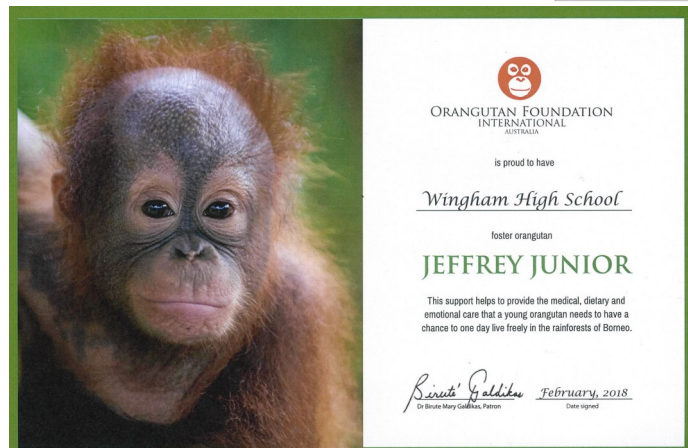 ORANGUTAN FOUNDATION
INTERNATIONAL
AUSTRALIA
is proud to have
Wingham High School
foster orangutan
JEFFREY JUNIOR
This support helps to provide the medical, dietary and
emotional care that a young orangutan needs to have a
chance to one day live freely in the rainforests of Borneo.
Biruté Galdikas February, 2018
Dr Birute Mary Galdikas, Patron Date signed